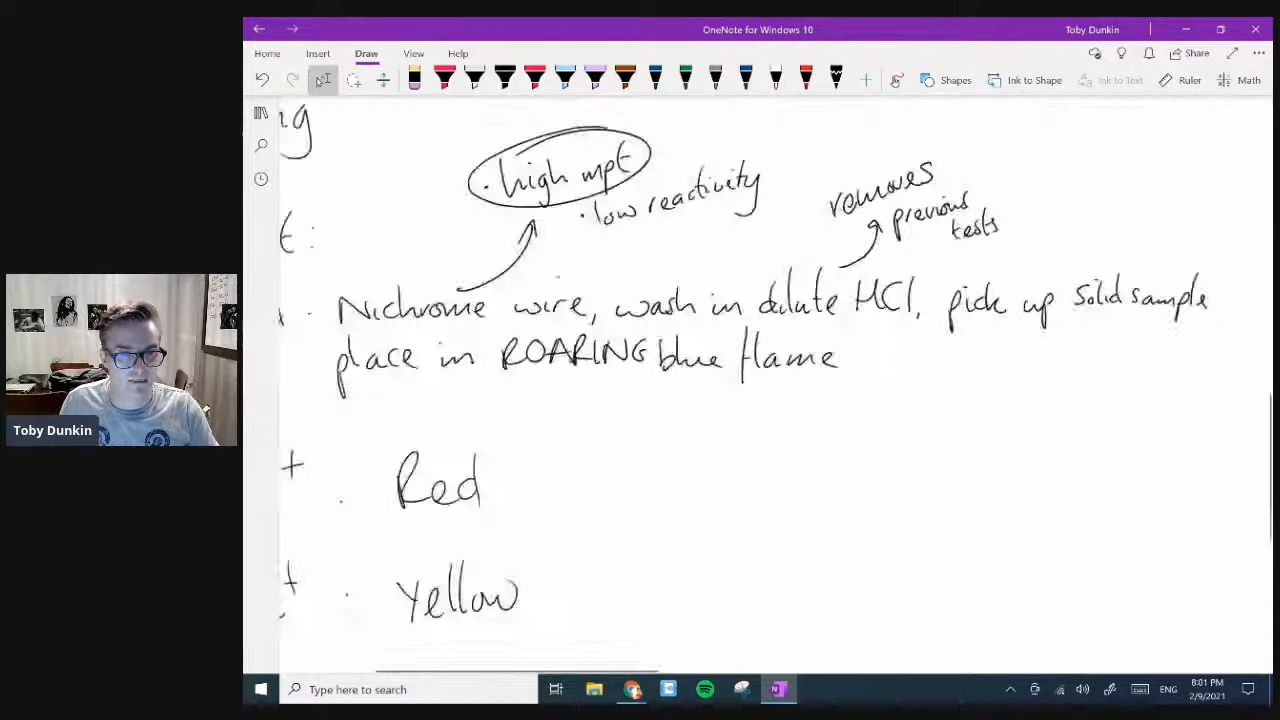 OneNote for Windows 10
Toby Dunkin
Home
Insert
Draw
View
Help
Share
Shapes
Ink to Shape
Ink to Text
Ruler
Math
· high mpt
· low reactivity
removes
previous
tests
t:
Nichrome wire, wash in dilute HCl, pick up solid sample
place in ROARING blue flame
+ . Red
+ . Yellow
Toby Dunkin
Type here to search
ENG
8:01 PM
2/9/2021